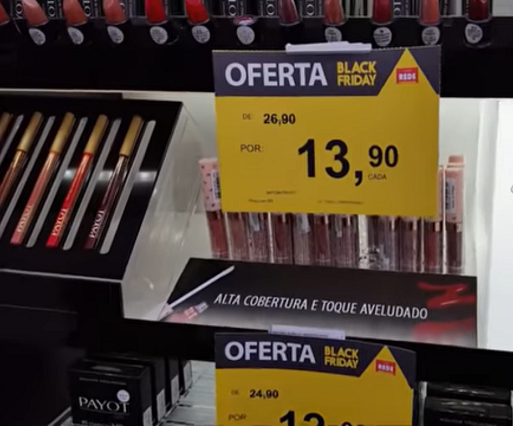 OFERTA BLACK FRIDAY REDE
DE: 26,90
POR: 13,90
CADA
PAYOT
PAYOT
PAYOT
PAYOT
ALTA COBERTURA E TOQUE AVELUDADO
OFERTA BLACK FRIDAY REDE
DE: 24,90
POR
PAYOT